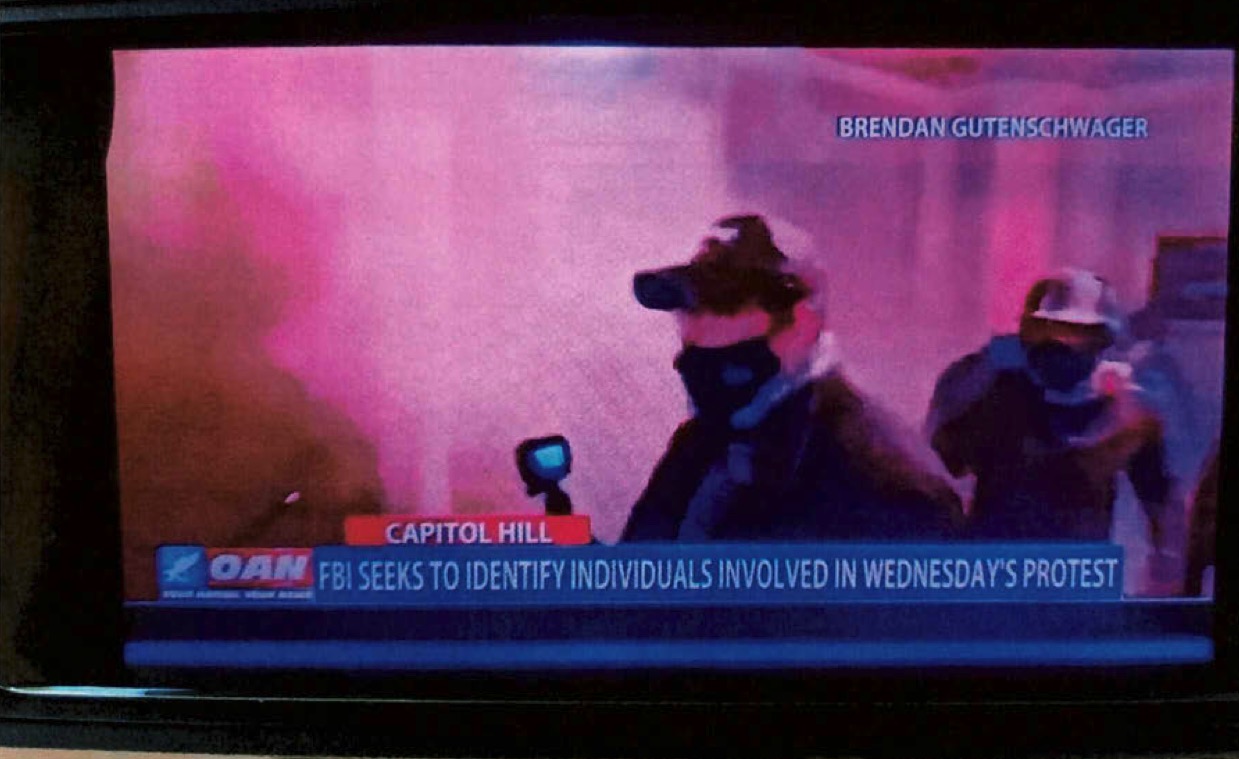 BRENDAN GUTENSCHWAGER
CAPITOL HILL
OAN
FBI SEEKS TO IDENTIFY INDIVIDUALS INVOLVED IN WEDNESDAY'S PROTEST